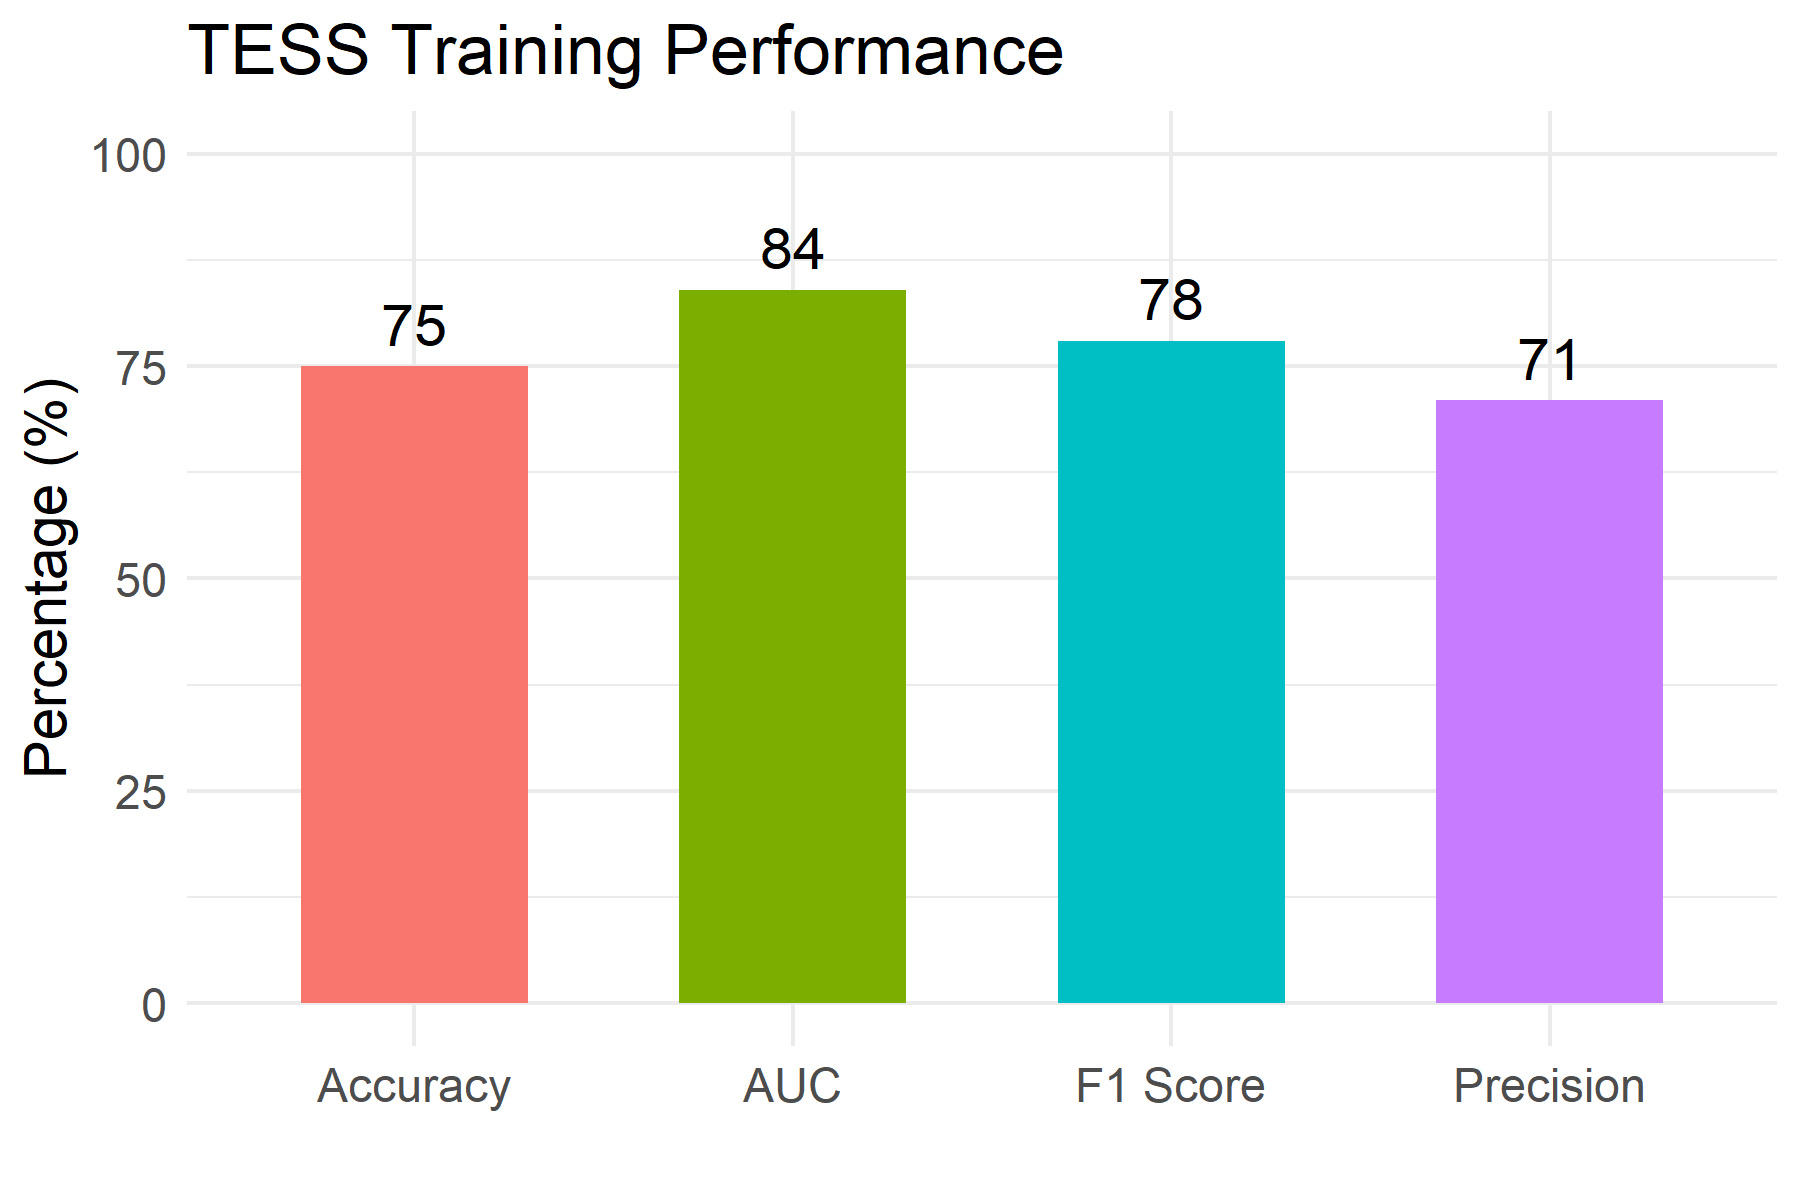 TESS Training Performance
Percentage (%)
100
75
50
25
0
75
84
78
71
Accuracy
AUC
F1 Score
Precision